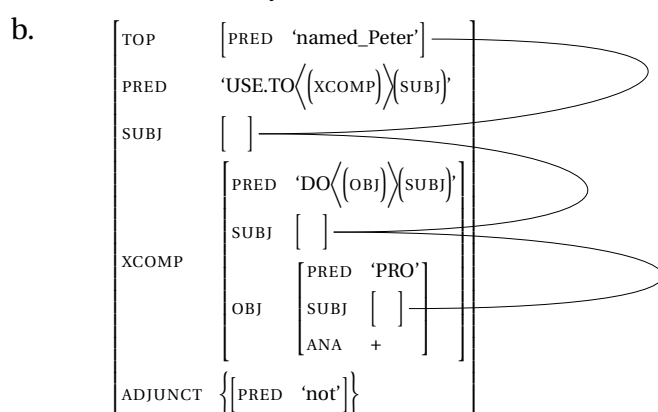 b.
TOP [PRED ‘named_Peter’]
PRED ‘USE.TO⟨(XCOMP)⟩(SUBJ)’
SUBJ [ ]
PRED ‘DO⟨(OBJ)⟩(SUBJ)’
SUBJ [ ]
XCOMP
PRED ‘PRO’
OBJ SUBJ [ ]
ANA +
ADJUNCT {[PRED ‘not’]}